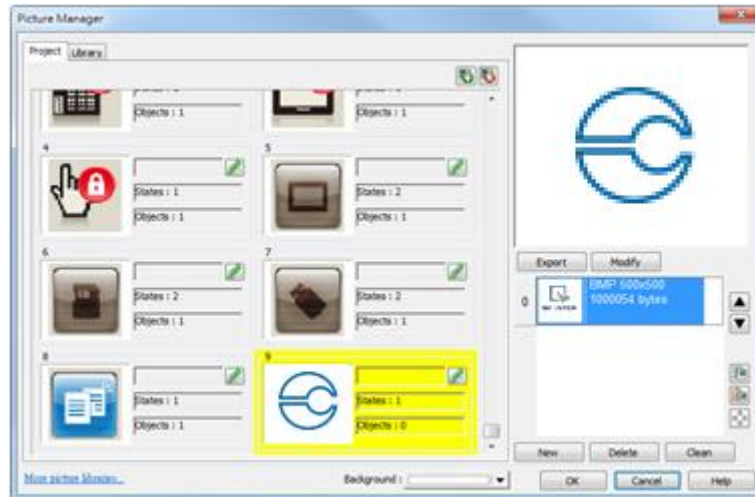 Picture Manager
Project
Library
Objects : 1
Objects : 1
4
States : 1
Objects : 1
5
States : 2
Objects : 1
6
States : 2
Objects : 1
7
States : 2
Objects : 1
8
States : 1
Objects : 1
9
States : 1
Objects : 0
More picture libraries...
Background :
Export
Modify
0
BMP 500x500
1000054 bytes
New
Delete
Clean
OK
Cancel
Help